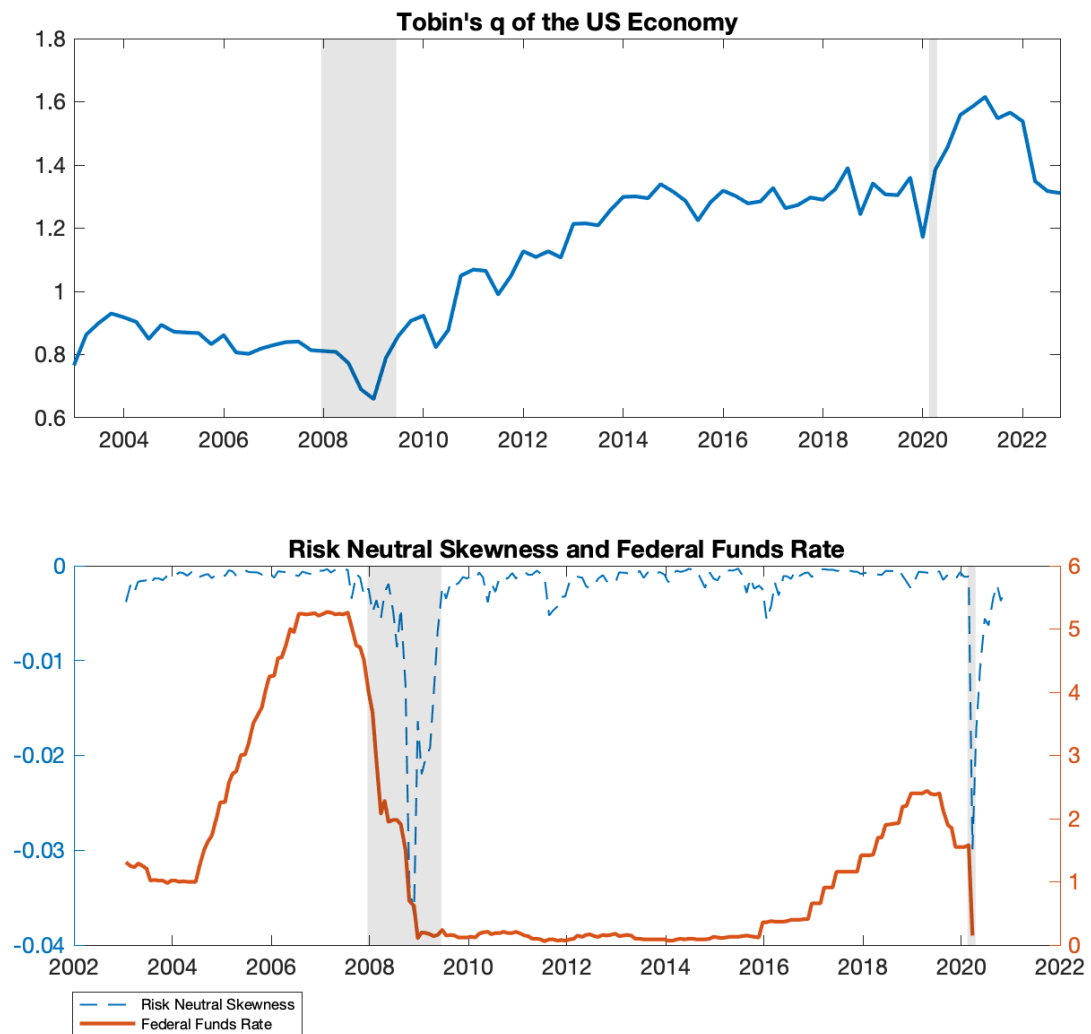 Tobin's q of the US Economy
1.8
1.6
1.4
1.2
1
0.8
0.6
2004 2006 2008 2010 2012 2014 2016 2018 2020 2022
Risk Neutral Skewness and Federal Funds Rate
0 6
5
-0.01
4
-0.02 3
2
-0.03
1
-0.04 0
2002 2004 2006 2008 2010 2012 2014 2016 2018 2020 2022
Risk Neutral Skewness
Federal Funds Rate